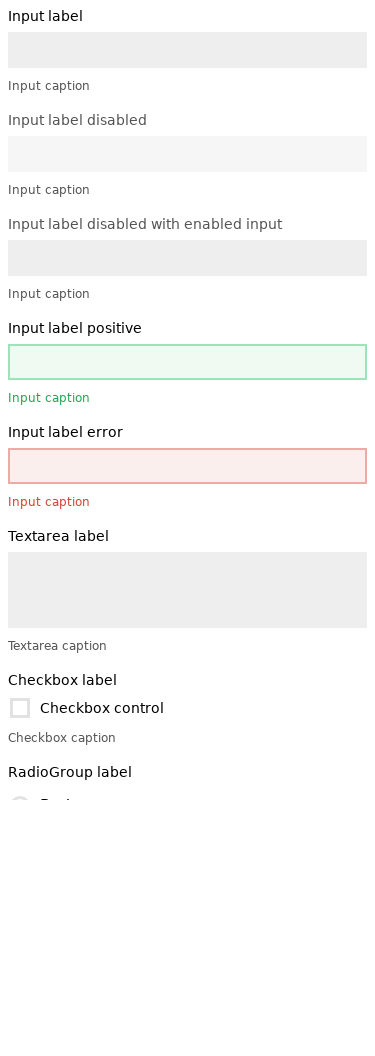 Input label
Input caption
Input label disabled
Input caption
Input label disabled with enabled input
Input caption
Input label positive
Input caption
Input label error
Input caption
Textarea label
Textarea caption
Checkbox label
Checkbox control
Checkbox caption
RadioGroup label